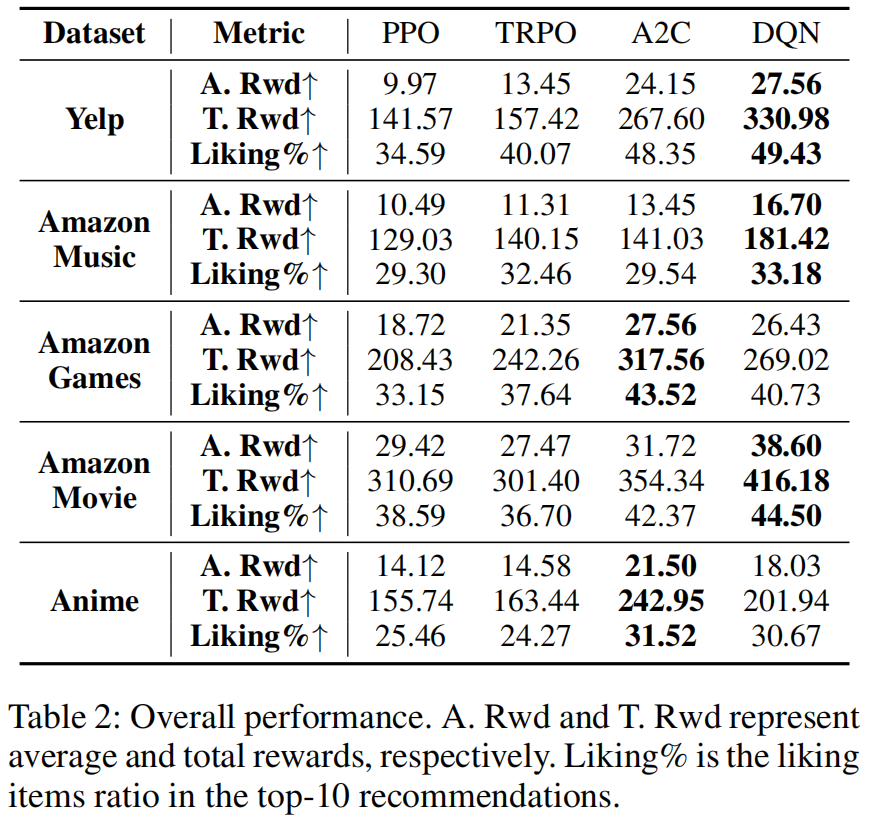 Dataset Metric PPO TRPO A2C DQN
A. Rwd↑ 9.97 13.45 24.15 27.56
Yelp T. Rwd↑ 141.57 157.42 267.60 330.98
Liking%↑ 34.59 40.07 48.35 49.43
Amazon Music A. Rwd↑ 10.49 11.31 13.45 16.70
T. Rwd↑ 129.03 140.15 141.03 181.42
Liking%↑ 29.30 32.46 29.54 33.18
Amazon Games A. Rwd↑ 18.72 21.35 27.56 26.43
T. Rwd↑ 208.43 242.26 317.56 269.02
Liking%↑ 33.15 37.64 43.52 40.73
Amazon Movie A. Rwd↑ 29.42 27.47 31.72 38.60
T. Rwd↑ 310.69 301.40 354.34 416.18
Liking%↑ 38.59 36.70 42.37 44.50
A. Rwd↑ 14.12 14.58 21.50 18.03
Anime T. Rwd↑ 155.74 163.44 242.95 201.94
Liking%↑ 25.46 24.27 31.52 30.67
Table 2: Overall performance. A. Rwd and T. Rwd represent
average and total rewards, respectively. Liking% is the liking
items ratio in the top-10 recommendations.